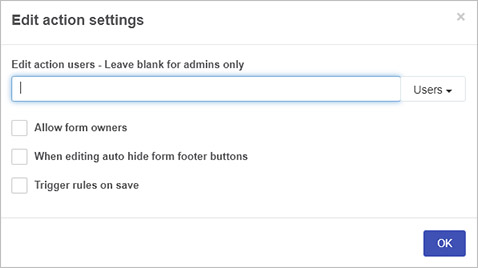 Edit action settings ×
Edit action users - Leave blank for admins only
Users
Allow form owners
When editing auto hide form footer buttons
Trigger rules on save
OK